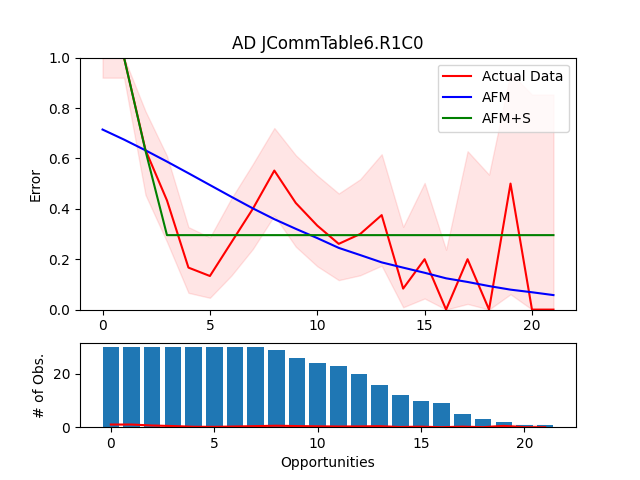 AD JCommTable6.R1C0
1.0
0.8
0.6
0.4
0.2
0.0
Error
Actual Data
AFM
AFM+S
0 5 10 15 20
20
0
# of Obs.
0 5 10 15 20
Opportunities